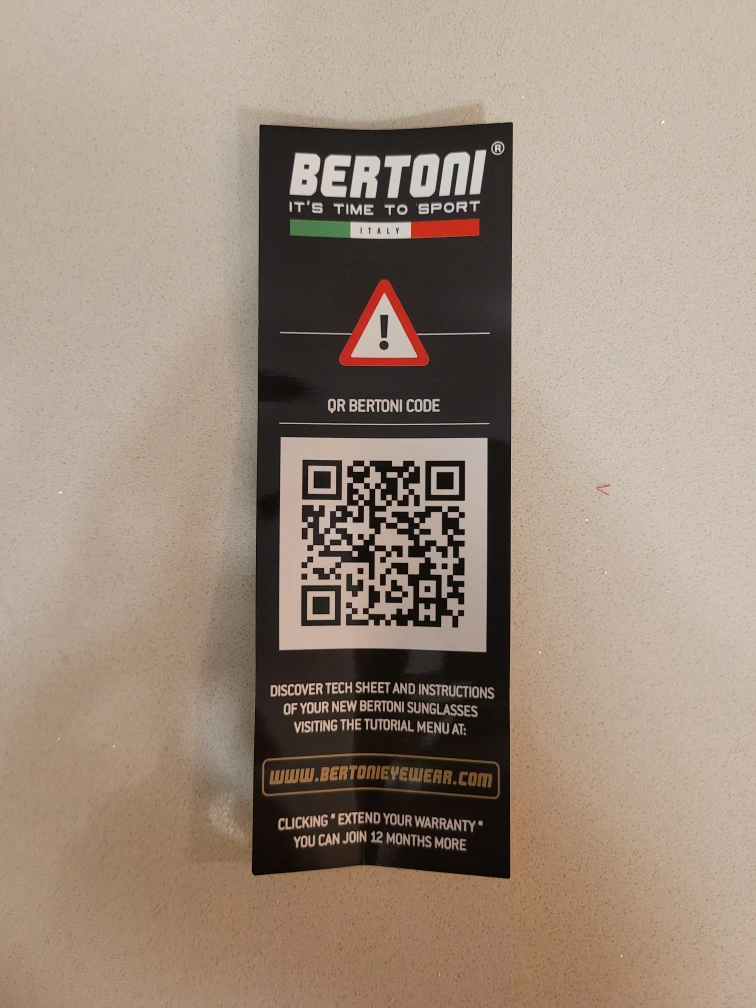 BERTONI®
IT'S TIME TO SPORT
ITALY
!
QR BERTONI CODE
DISCOVER TECH SHEET AND INSTRUCTIONS
OF YOUR NEW BERTONI SUNGLASSES
VISITING THE TUTORIAL MENU AT:
WWW.BERTONIEYEWEAR.COM
CLICKING "EXTEND YOUR WARRANTY"
YOU CAN JOIN 12 MONTHS MORE